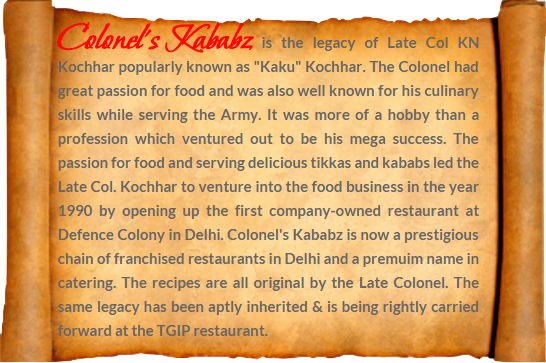 Colonel's Kababz is the legacy of Late Col KN
Kochhar popularly known as "Kaku" Kochhar. The Colonel had
great passion for food and was also well known for his culinary
skills while serving the Army. It was more of a hobby than a
profession which ventured out to be his mega success. The
passion for food and serving delicious tikkas and kababs led the
Late Col. Kochhar to venture into the food business in the year
1990 by opening up the first company-owned restaurant at
Defence Colony in Delhi. Colonel's Kababz is now a prestigious
chain of franchised restaurants in Delhi and a premuim name in
catering. The recipes are all original by the Late Colonel. The
same legacy has been aptly inherited & is being rightly carried
forward at the TGIP restaurant.